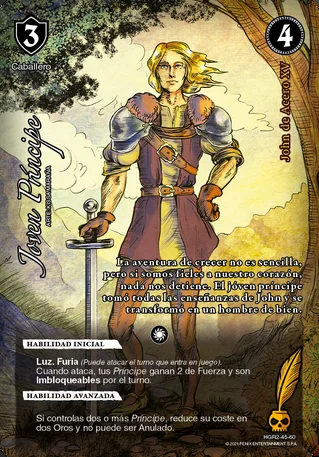 3
4
Caballero
John de Acero XV
Joven Príncipe
La aventura de crecer no es sencilla,
pero si somos fieles a nuestro corazón,
nada nos detiene. El jóven príncipe
tomó todas las enseñanzas de John y se
transformó en un hombre de bien.
HABILIDAD INICIAL
Luz. Furia (Puede atacar el turno que entra en juego).
Cuando ataca, tus Príncipe ganan 2 de Fuerza y son
Imbloqueables por el turno.
HABILIDAD AVANZADA
Si controlas dos o más Príncipe, reduce su coste en
dos Oros y no puede ser Anulado.
HGR2-45-60
© 2021 FENIX ENTERTAINMENT S.P.A.